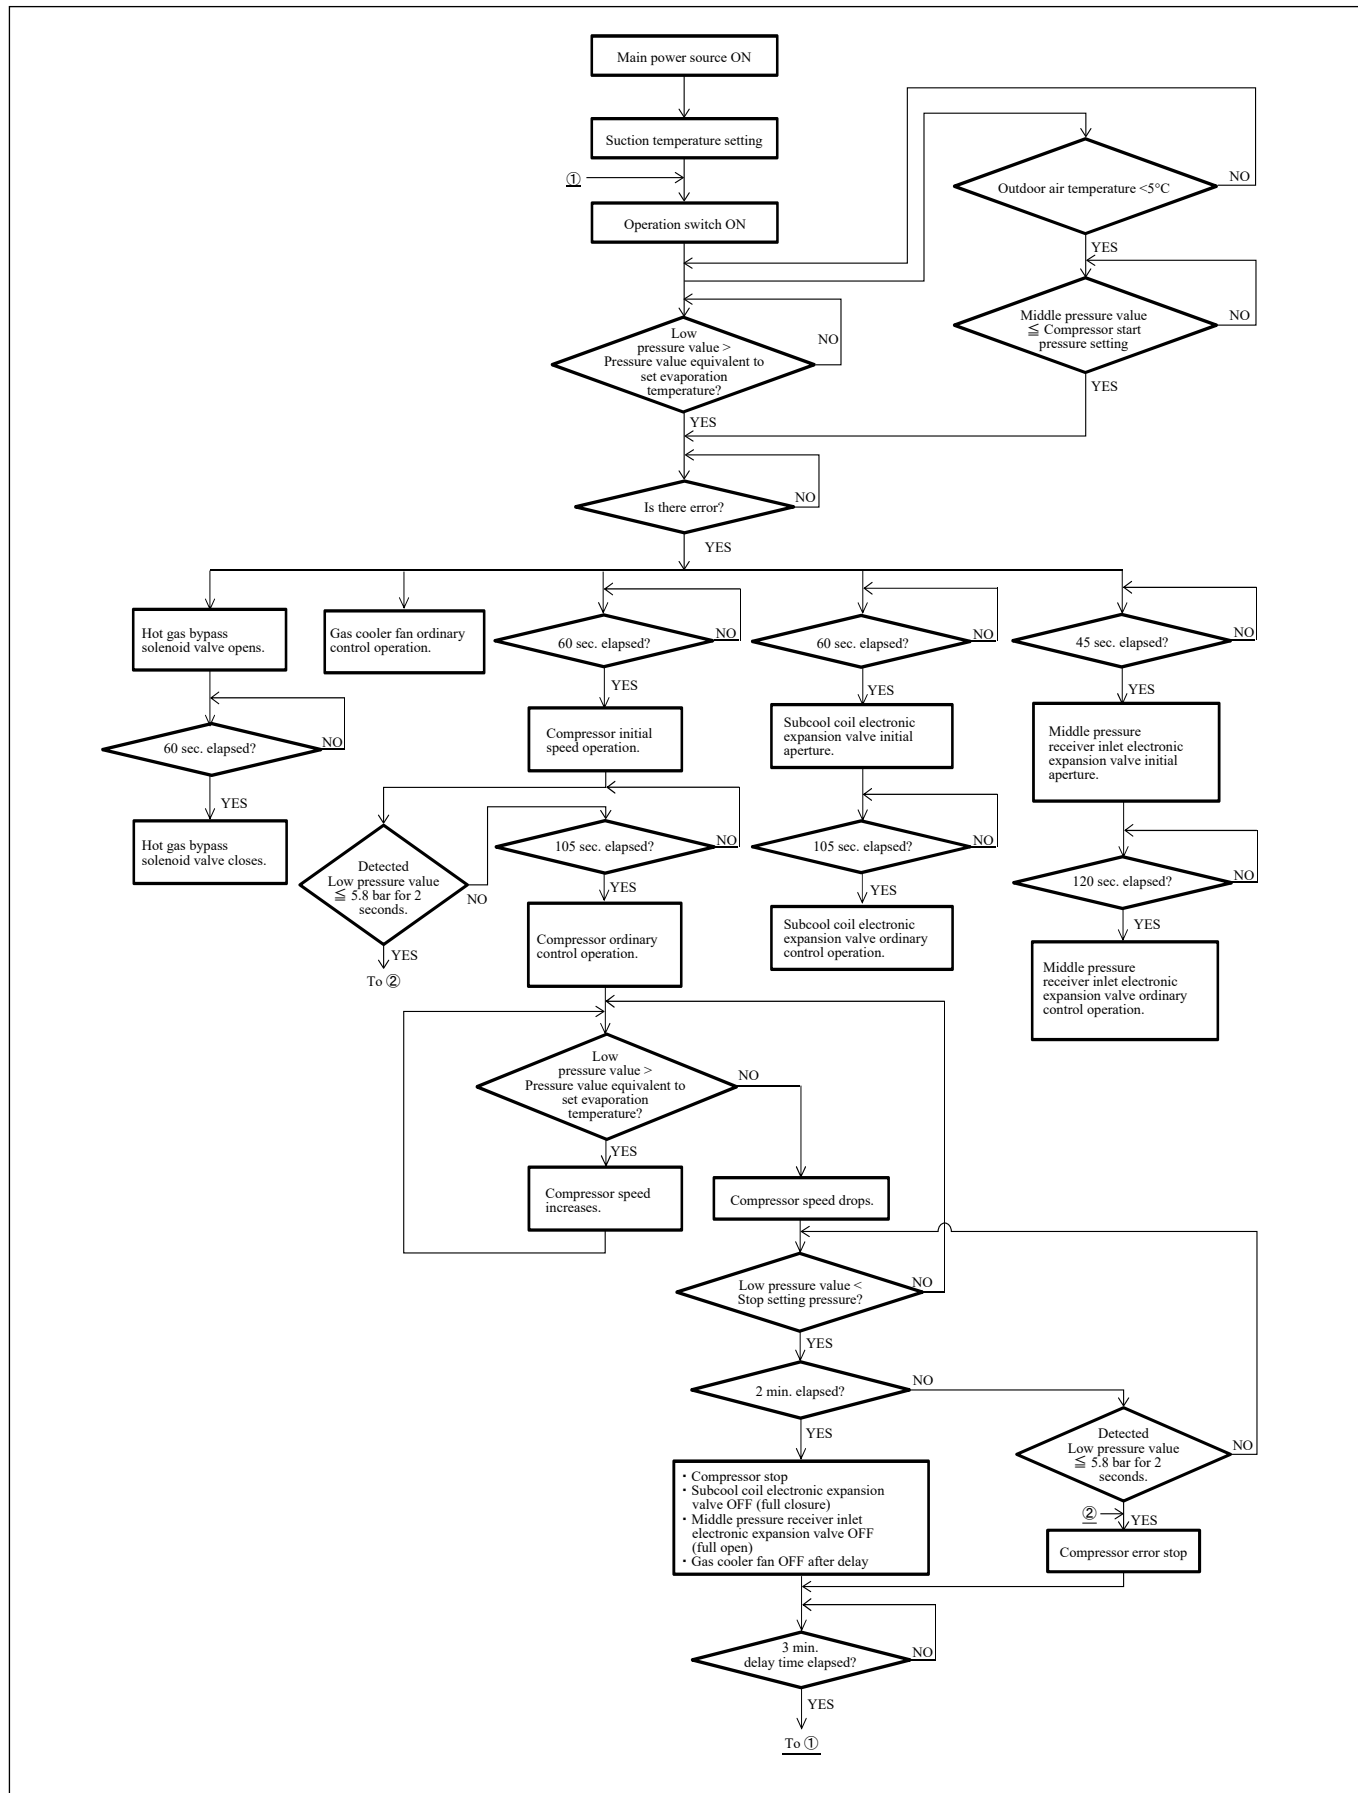 Main power source ON
Suction temperature setting
①
Operation switch ON
Outdoor air temperature <5°C
NO
YES
Middle pressure value
≦ Compressor start
pressure setting
NO
YES
Low
pressure value >
Pressure value equivalent to
set evaporation
temperature?
NO
YES
Is there error?
NO
YES
Hot gas bypass
solenoid valve opens.
60 sec. elapsed?
NO
YES
Hot gas bypass
solenoid valve closes.
Gas cooler fan ordinary
control operation.
60 sec. elapsed?
NO
YES
Compressor initial
speed operation.
Detected
Low pressure value
≦ 5.8 bar for 2
seconds.
NO
YES
To ②
105 sec. elapsed?
NO
YES
Compressor ordinary
control operation.
60 sec. elapsed?
NO
YES
Subcool coil electronic
expansion valve initial
aperture.
105 sec. elapsed?
NO
YES
Subcool coil electronic
expansion valve ordinary
control operation.
45 sec. elapsed?
NO
YES
Middle pressure
receiver inlet electronic
expansion valve initial
aperture.
120 sec. elapsed?
NO
YES
Middle pressure
receiver inlet electronic
expansion valve ordinary
control operation.
Low
pressure value >
Pressure value equivalent to
set evaporation
temperature?
NO
YES
Compressor speed
increases.
Compressor speed drops.
Low pressure value <
Stop setting pressure?
NO
YES
2 min. elapsed?
NO
YES
Detected
Low pressure value
≦ 5.8 bar for 2
seconds.
NO
②
YES
Compressor error stop
・Compressor stop
・Subcool coil electronic expansion
valve OFF (full closure)
・Middle pressure receiver inlet
electronic expansion valve OFF
(full open)
・Gas cooler fan OFF after delay
3 min.
delay time elapsed?
NO
YES
To ①